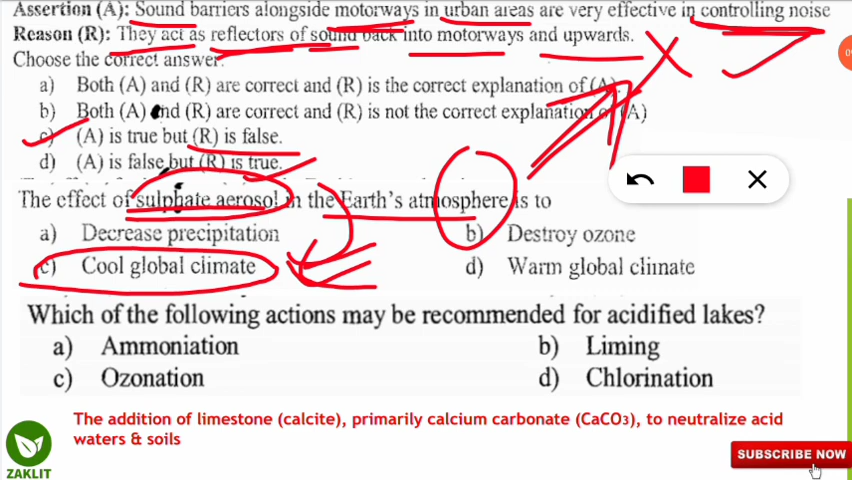 Assertion (A): Sound barriers alongside motorways in urban areas are very effective in controlling noise
Reason (R): They act as reflectors of sound back into motorways and upwards.
Choose the correct answer:
a) Both (A) and (R) are correct and (R) is the correct explanation of (A).
b) Both (A) and (R) are correct and (R) is not the correct explanation of (A)
c) (A) is true but (R) is false.
d) (A) is false but (R) is true.
The effect of sulphate aerosol in the Earth's atmosphere is to
a) Decrease precipitation b) Destroy ozone
c) Cool global climate d) Warm global climate
Which of the following actions may be recommended for acidified lakes?
a) Ammoniation b) Liming
c) Ozonation d) Chlorination
The addition of limestone (calcite), primarily calcium carbonate (CaCO3), to neutralize acid
waters & soils
ZAKLIT
SUBSCRIBE NOW